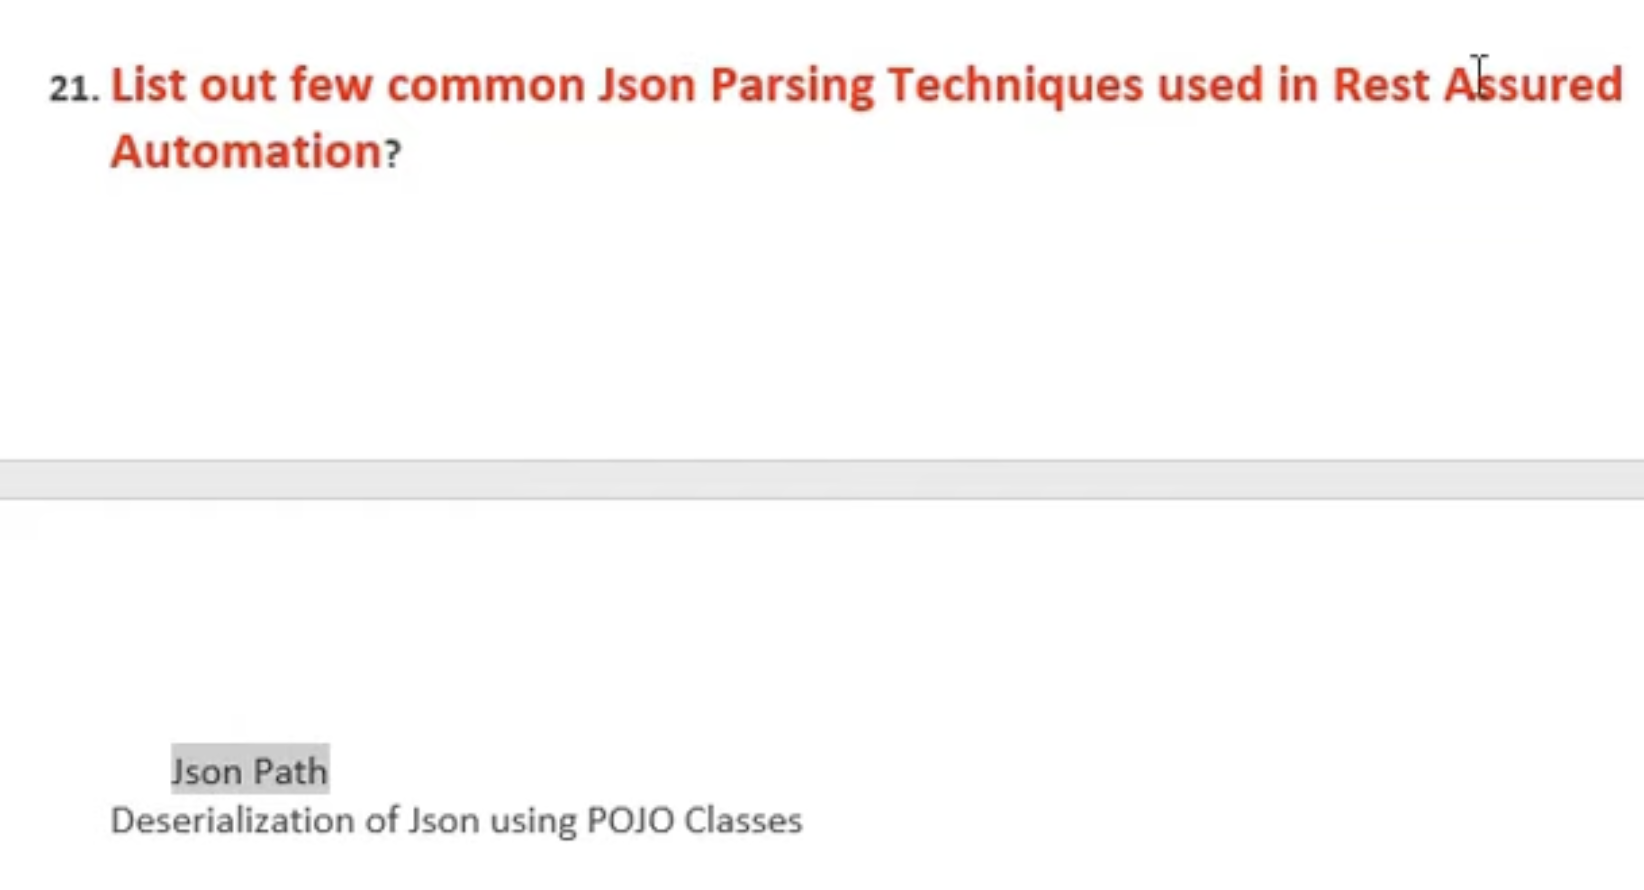 21. List out few common Json Parsing Techniques used in Rest Assured
Automation?
Json Path
Deserialization of Json using POJO Classes